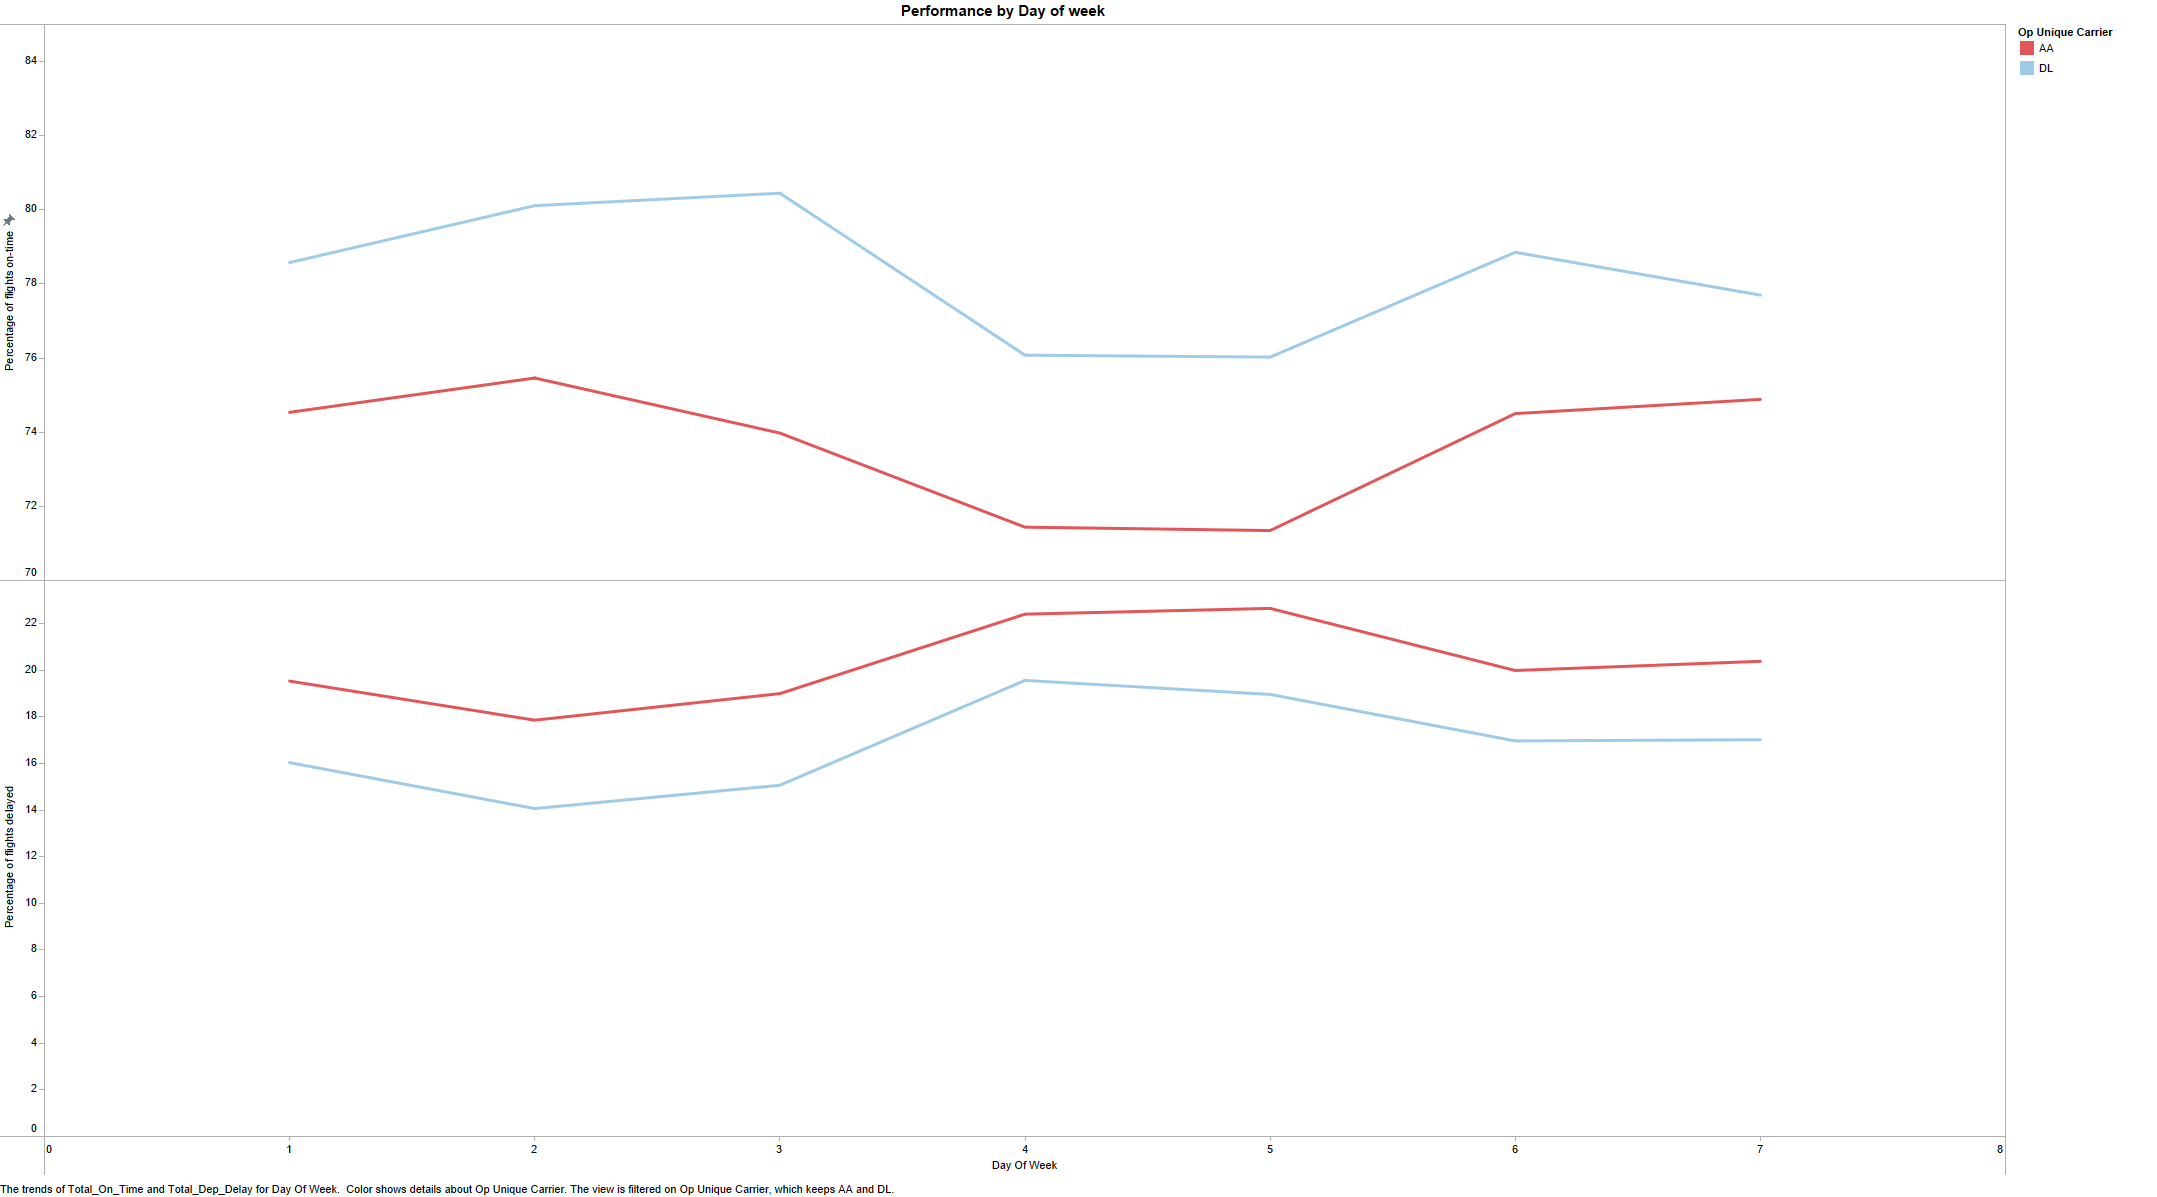 Performance by Day of week
Op Unique Carrier
AA
DL
84
82
80
78
76
74
72
70
Percentage of flights on-time
22
20
18
16
14
12
10
8
6
4
2
0
Percentage of flights delayed
0 1 2 3 4 5 6 7 8
Day Of Week
The trends of Total_On_Time and Total_Dep_Delay for Day Of Week.  Color shows details about Op Unique Carrier. The view is filtered on Op Unique Carrier, which keeps AA and DL.